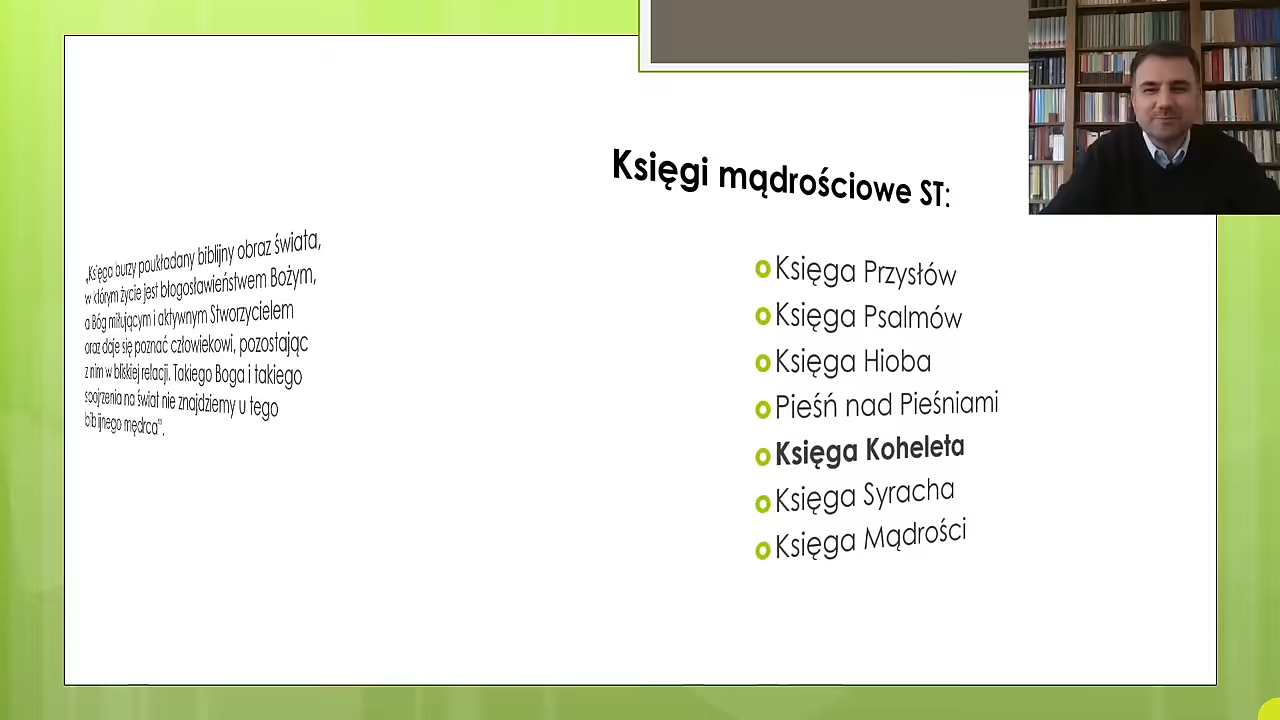 Księgi mądrościowe ST:
„Księga burzy poukładany biblijny obraz świata,
w którym życie jest błogosławieństwem Bożym,
a Bóg miłującym i aktywnym Stworzycielem
oraz daje się poznać człowiekowi, pozostając
z nim w bliskiej relacji. Takiego Boga i takiego
spojrzenia na świat nie znajdziemy u tego
biblijnego mędrca".
Księga Przysłów
Księga Psalmów
Księga Hioba
Pieśń nad Pieśniami
Księga Koheleta
Księga Syracha
Księga Mądrości